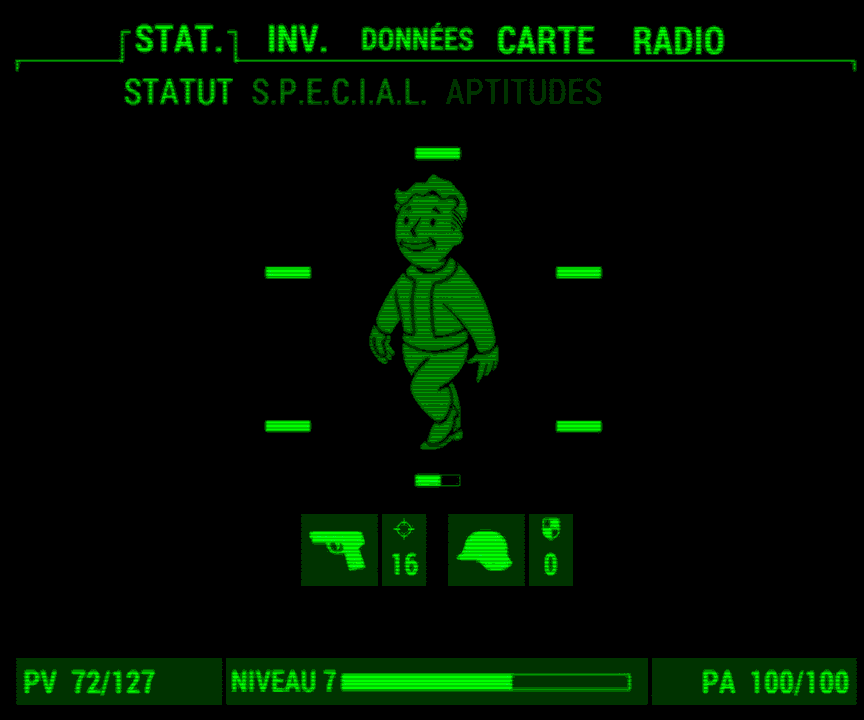 STAT. INV. DONNÉES CARTE RADIO
STATUT S.P.E.C.I.A.L. APTITUDES
16 0
PV 72/127 NIVEAU 7 PA 100/100